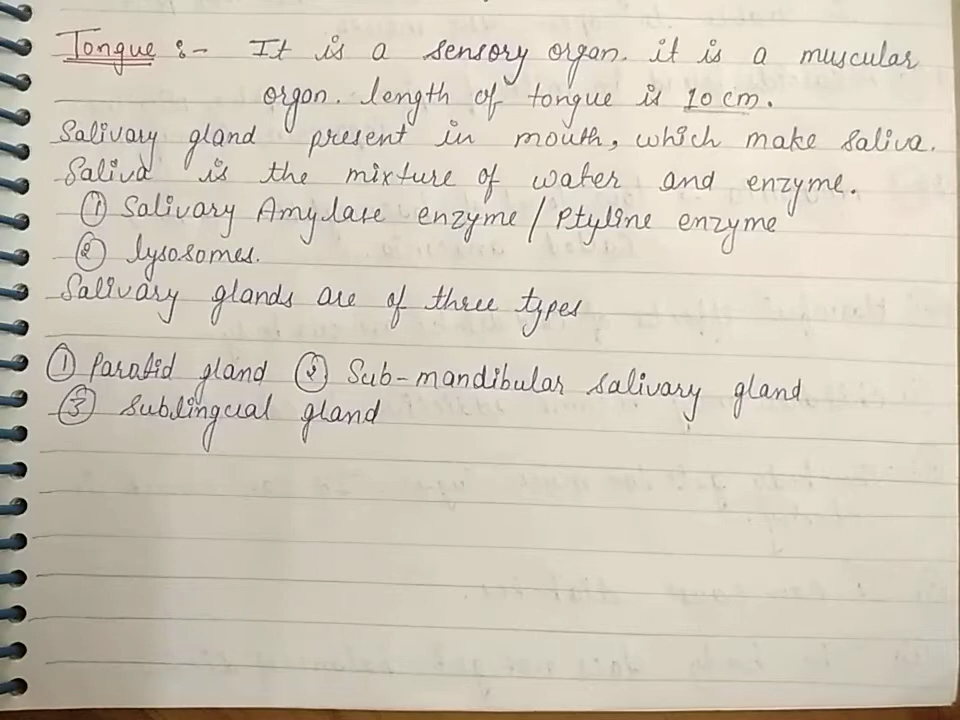 Tongue :- It is a sensory organ. it is a muscular
organ. length of tongue is 10 cm.
Salivary gland present in mouth, which make saliva.
Saliva is the mixture of water and enzyme.
① Salivary Amylase enzyme / Ptyline enzyme
② lysosomes.
Salivary glands are of three types
① Paratid gland ② Sub-mandibular salivary gland
③ Sublingual gland